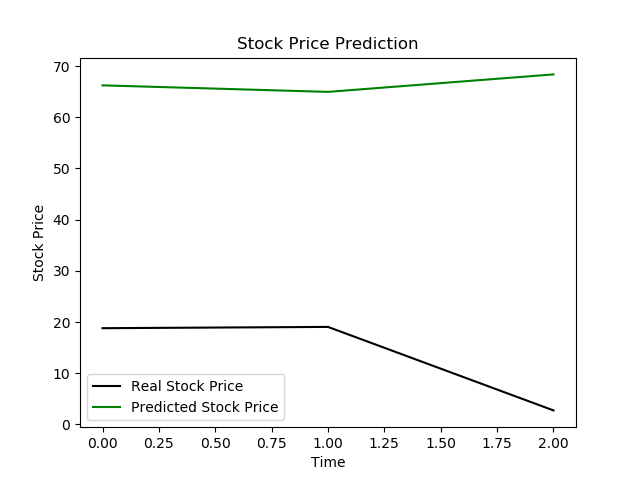 Stock Price Prediction
70
60
50
40
30
20
10
0
Stock Price
Real Stock Price
Predicted Stock Price
0.00 0.25 0.50 0.75 1.00 1.25 1.50 1.75 2.00
Time